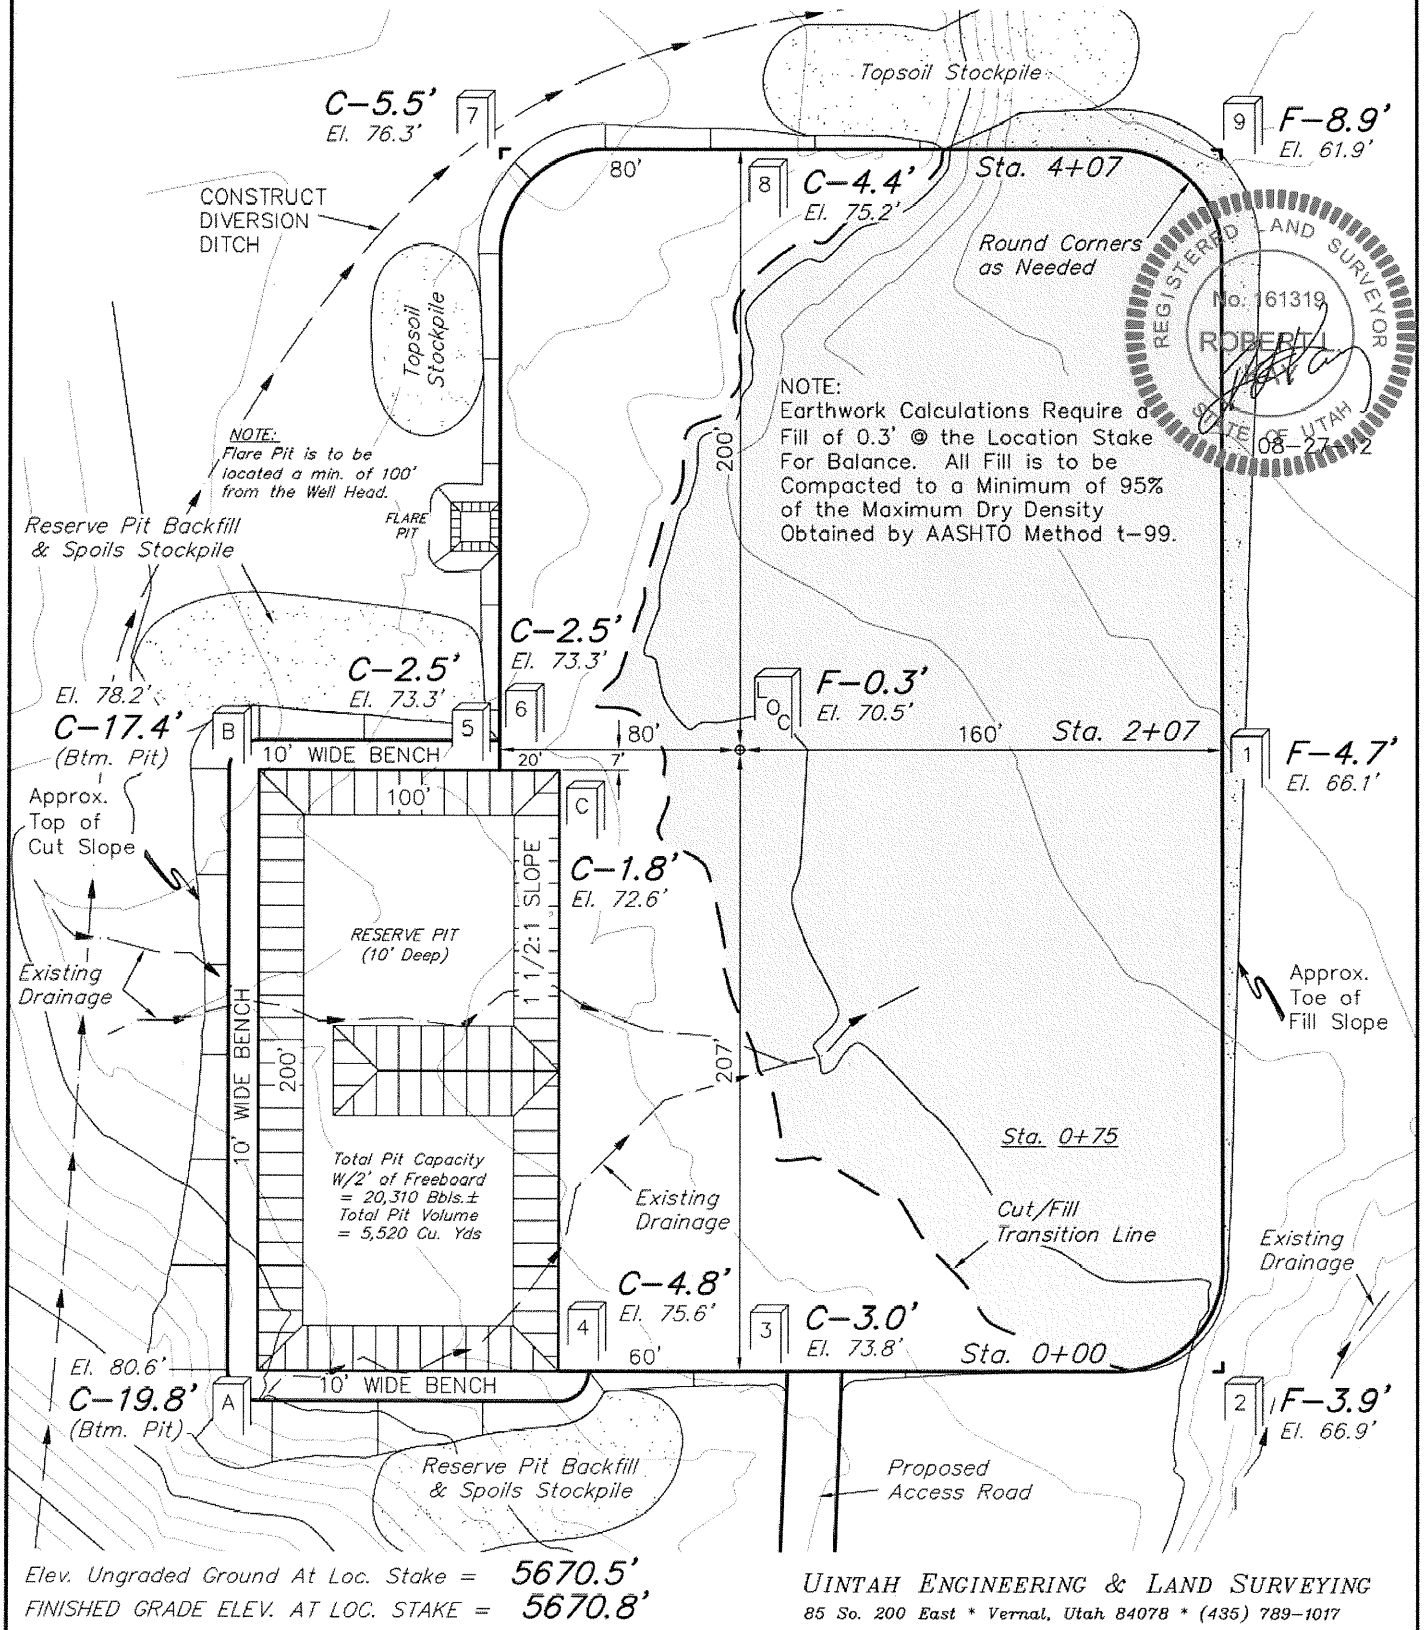 Topsoil Stockpile
C-5.5'
El. 76.3'
7
9
F-8.9'
El. 61.9'
80'
8
C-4.4'
El. 75.2'
Sta. 4+07
CONSTRUCT
DIVERSION
DITCH
Round Corners
as Needed
REGISTERED LAND SURVEYOR
No. 161319
ROBERT L.
KAY
STATE OF UTAH
08-27-12
Topsoil
Stockpile
NOTE:
Earthwork Calculations Require a
Fill of 0.3' @ the Location Stake
For Balance. All Fill is to be
Compacted to a Minimum of 95%
of the Maximum Dry Density
Obtained by AASHTO Method t-99.
200'
NOTE:
Flare Pit is to be
located a min. of 100'
from the Well Head.
FLARE
PIT
Reserve Pit Backfill
& Spoils Stockpile
C-2.5'
El. 73.3'
6
C-2.5'
El. 73.3'
5
El. 78.2'
C-17.4'
(Btm. Pit)
B
LOC
F-0.3'
El. 70.5'
10' WIDE BENCH
20'
7'
80'
160'
Sta. 2+07
1
F-4.7'
El. 66.1'
100'
C
C-1.8'
El. 72.6'
Approx.
Top of
Cut Slope
1 1/2:1 SLOPE
RESERVE PIT
(10' Deep)
Existing
Drainage
Approx.
Toe of
Fill Slope
10' WIDE BENCH
200'
207'
Total Pit Capacity
W/2' of Freeboard
= 20,310 Bbls.±
Total Pit Volume
= 5,520 Cu. Yds
Sta. 0+75
Existing
Drainage
Cut/Fill
Transition Line
Existing
Drainage
C-4.8'
El. 75.6'
4
60'
3
C-3.0'
El. 73.8'
Sta. 0+00
El. 80.6'
C-19.8'
(Btm. Pit)
A
10' WIDE BENCH
2
F-3.9'
El. 66.9'
Reserve Pit Backfill
& Spoils Stockpile
Proposed
Access Road
Elev. Ungraded Ground At Loc. Stake = 5670.5'
FINISHED GRADE ELEV. AT LOC. STAKE = 5670.8'
UINTAH ENGINEERING & LAND SURVEYING
85 So. 200 East * Vernal, Utah 84078 * (435) 789-1017